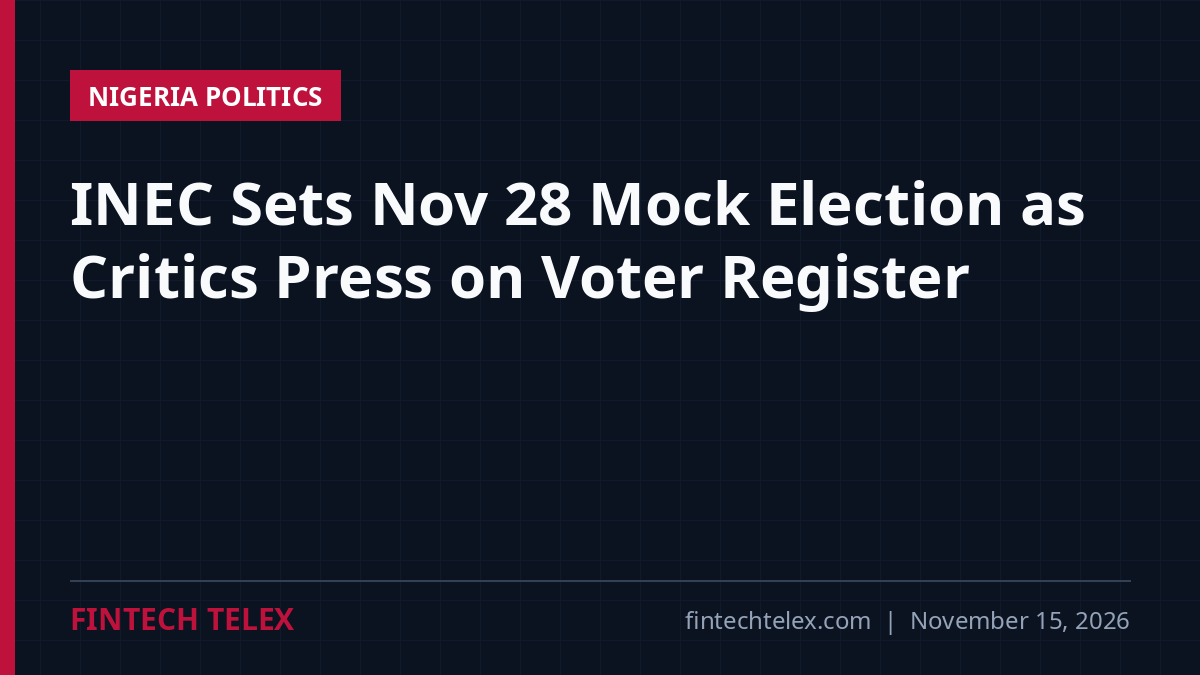 NIGERIA POLITICS
INEC Sets Nov 28 Mock Election as
Critics Press on Voter Register
FINTECH TELEX
fintechtelex.com | November 15, 2026